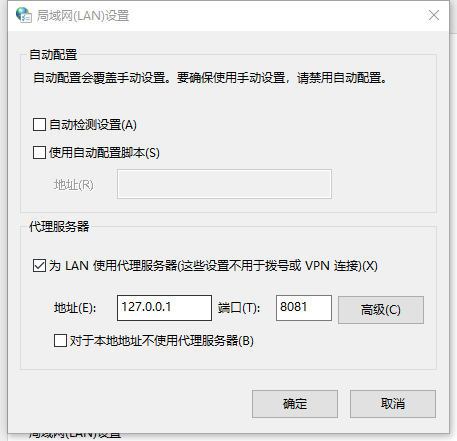 局域网(LAN)设置
自动配置
自动配置会覆盖手动设置。要确保使用手动设置，请禁用自动配置。
自动检测设置(A)
使用自动配置脚本(S)
地址(R)
代理服务器
为 LAN 使用代理服务器(这些设置不用于拨号或 VPN 连接)(X)
地址(E): 127.0.0.1 端口(T): 8081 高级(C)
对于本地地址不使用代理服务器(B)
确定 取消
局域网(LAN)设置